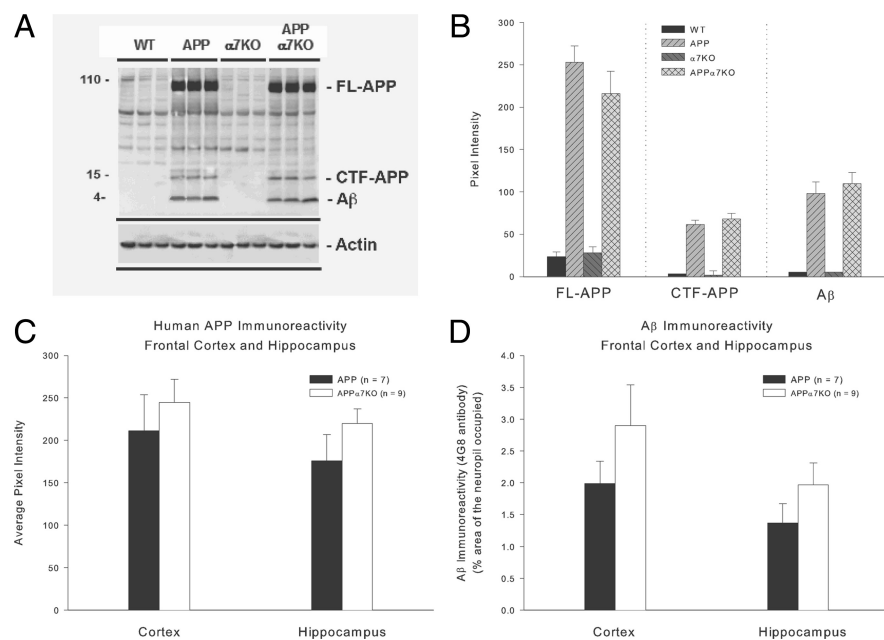 A
WT
APP
α7KO
APP
α7KO
110-
- FL-APP
15-
- CTF-APP
4-
- Aβ
- Actin
B
WT
APP
α7KO
APPα7KO
Pixel Intensity
300
250
200
150
100
50
0
FL-APP
CTF-APP
Aβ
C
Human APP Immunoreactivity
Frontal Cortex and Hippocampus
APP (n = 7)
APPα7KO (n = 9)
Average Pixel Intensity
300
250
200
150
100
50
0
Cortex
Hippocampus
D
Aβ Immunoreactivity
Frontal Cortex and Hippocampus
APP (n = 7)
APPα7KO (n = 9)
Aβ Immunoreactivity (4G8 antibody)
(% area of the neuropil occupied)
4.0
3.5
3.0
2.5
2.0
1.5
1.0
0.5
0.0
Cortex
Hippocampus